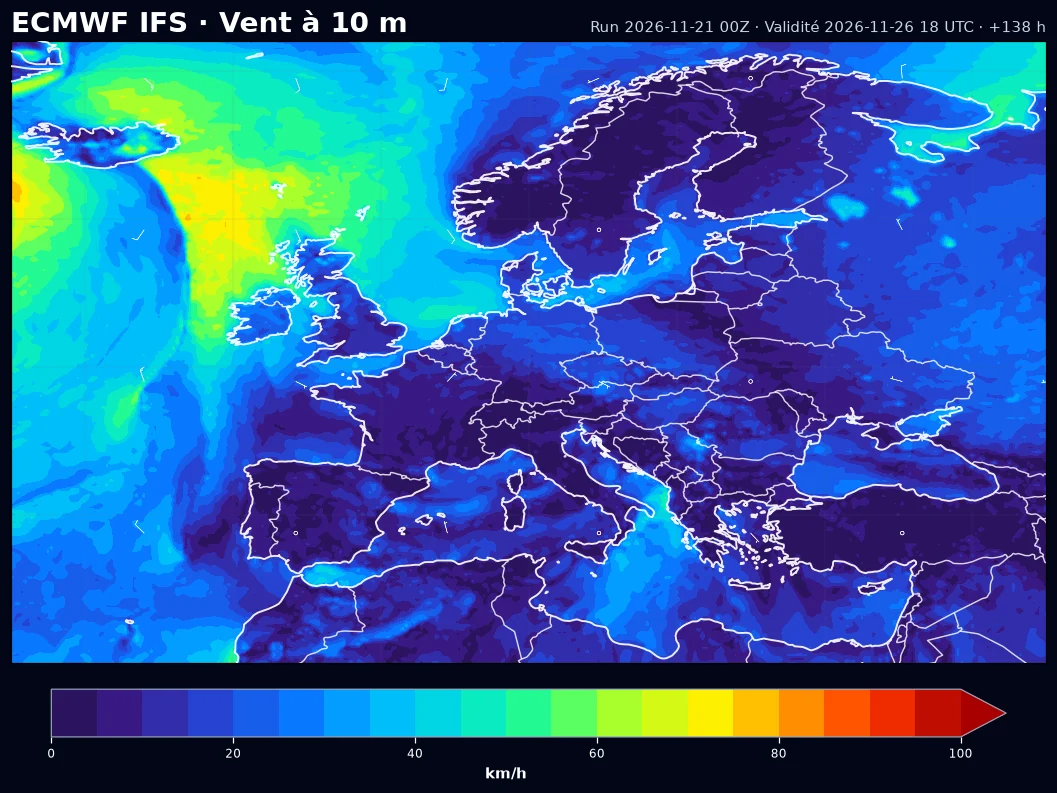 ECMWF IFS · Vent à 10 m
Run 2026-11-21 00Z · Validité 2026-11-26 18 UTC · +138 h
0 20 40 60 80 100
km/h